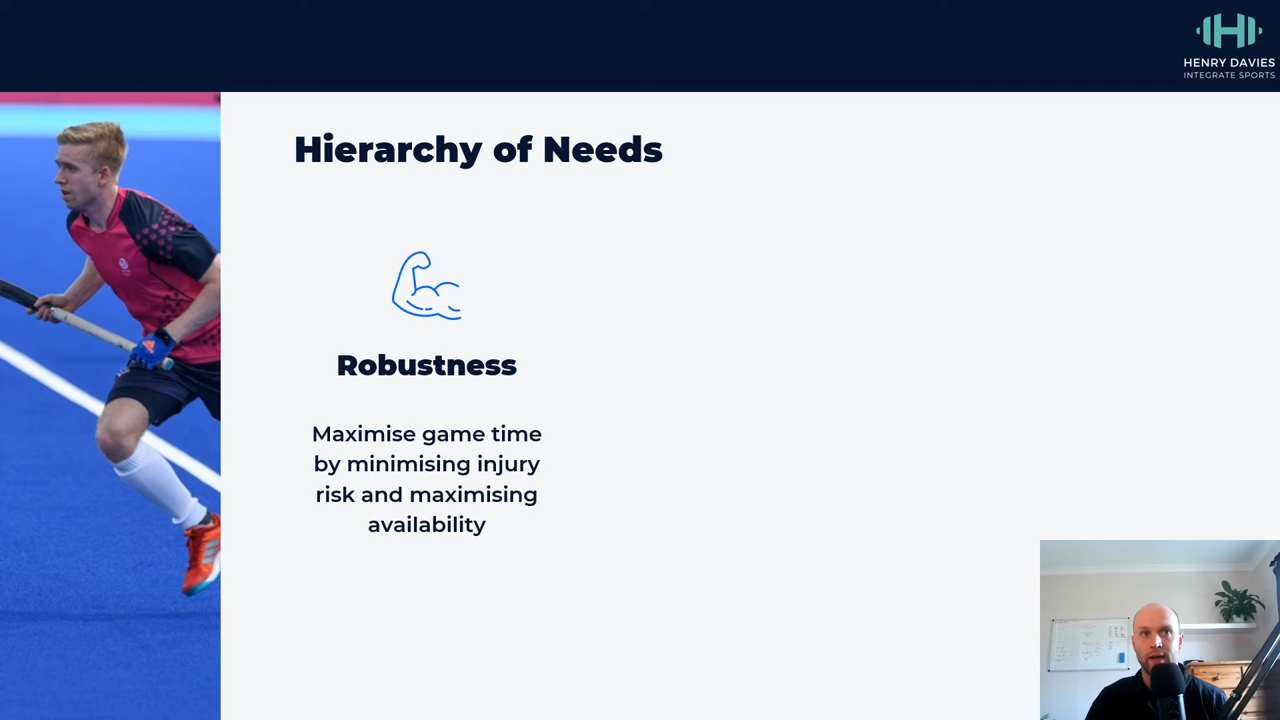 HENRY DAVIES
INTEGRATE SPORTS
Hierarchy of Needs
Robustness
Maximise game time
by minimising injury
risk and maximising
availability